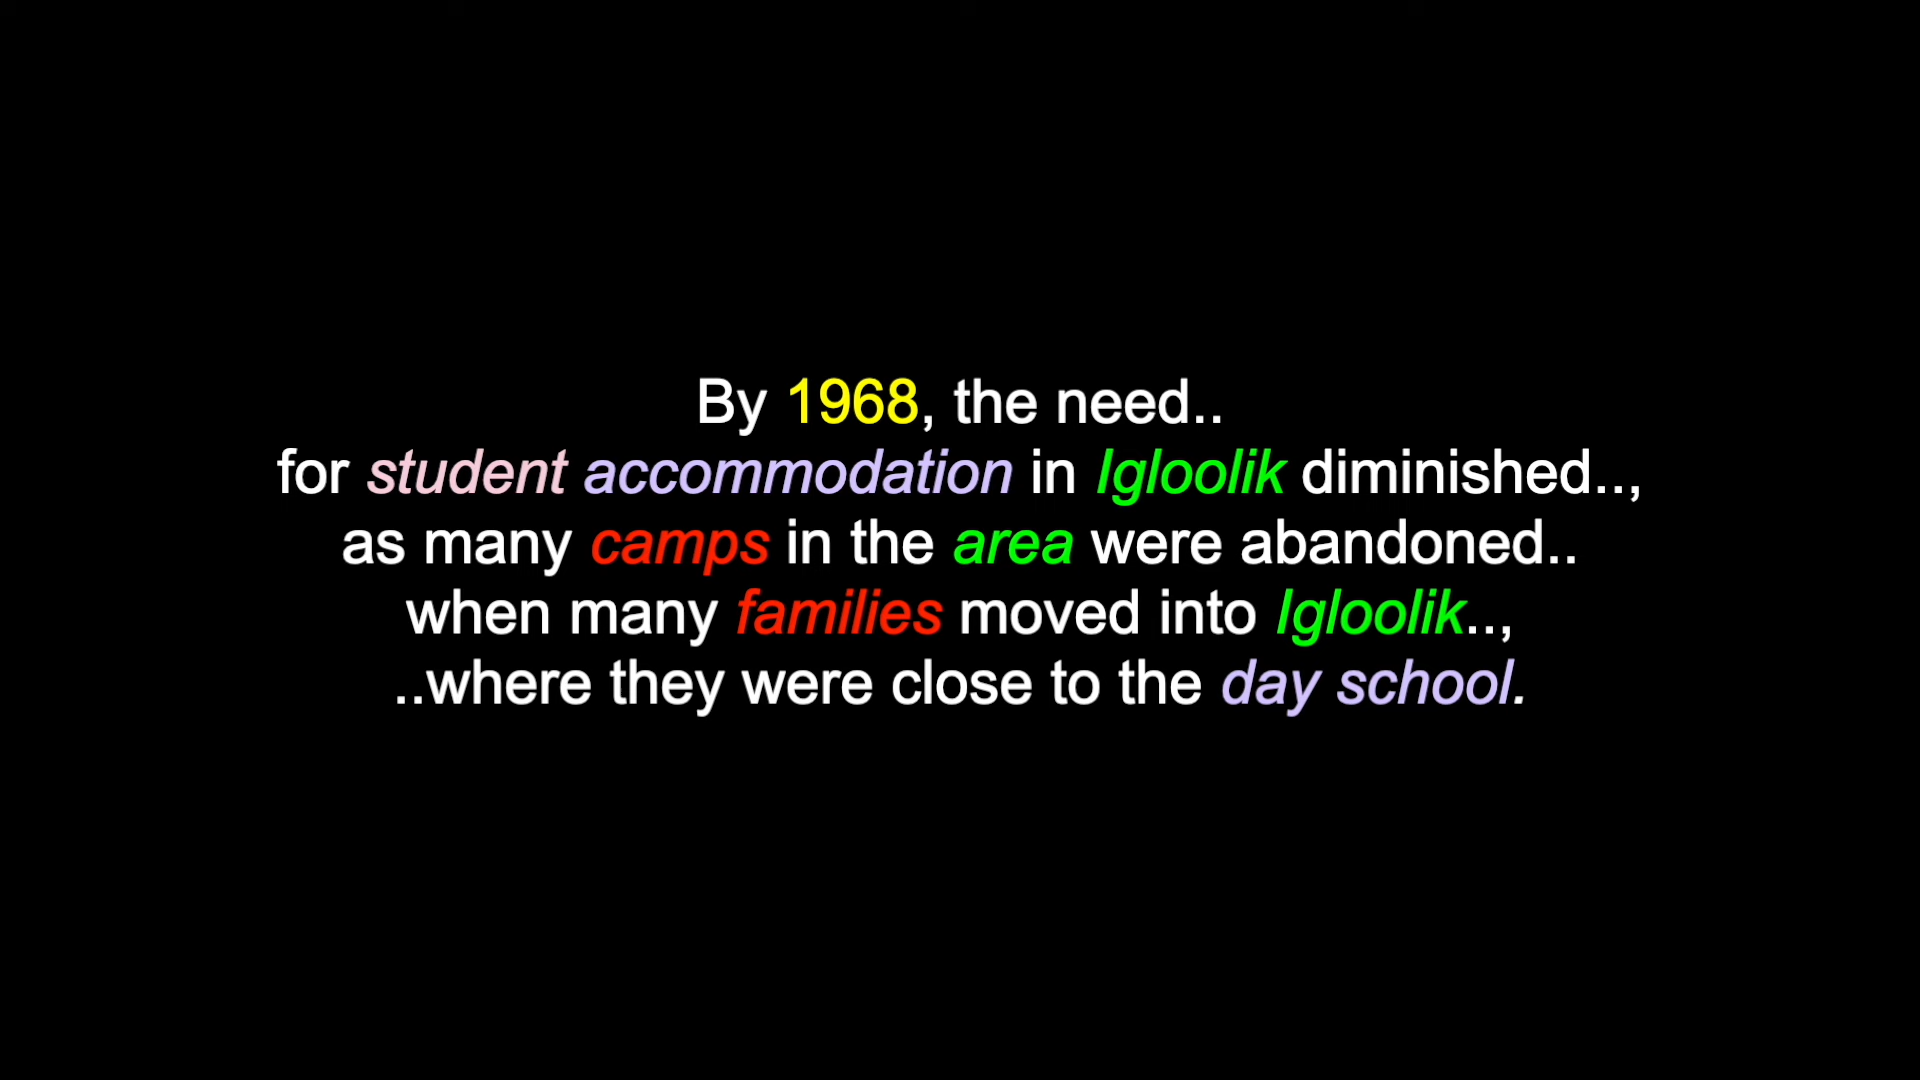 By 1968, the need..
for student accommodation in Igloolik diminished..,
as many camps in the area were abandoned..
when many families moved into Igloolik..,
..where they were close to the day school.